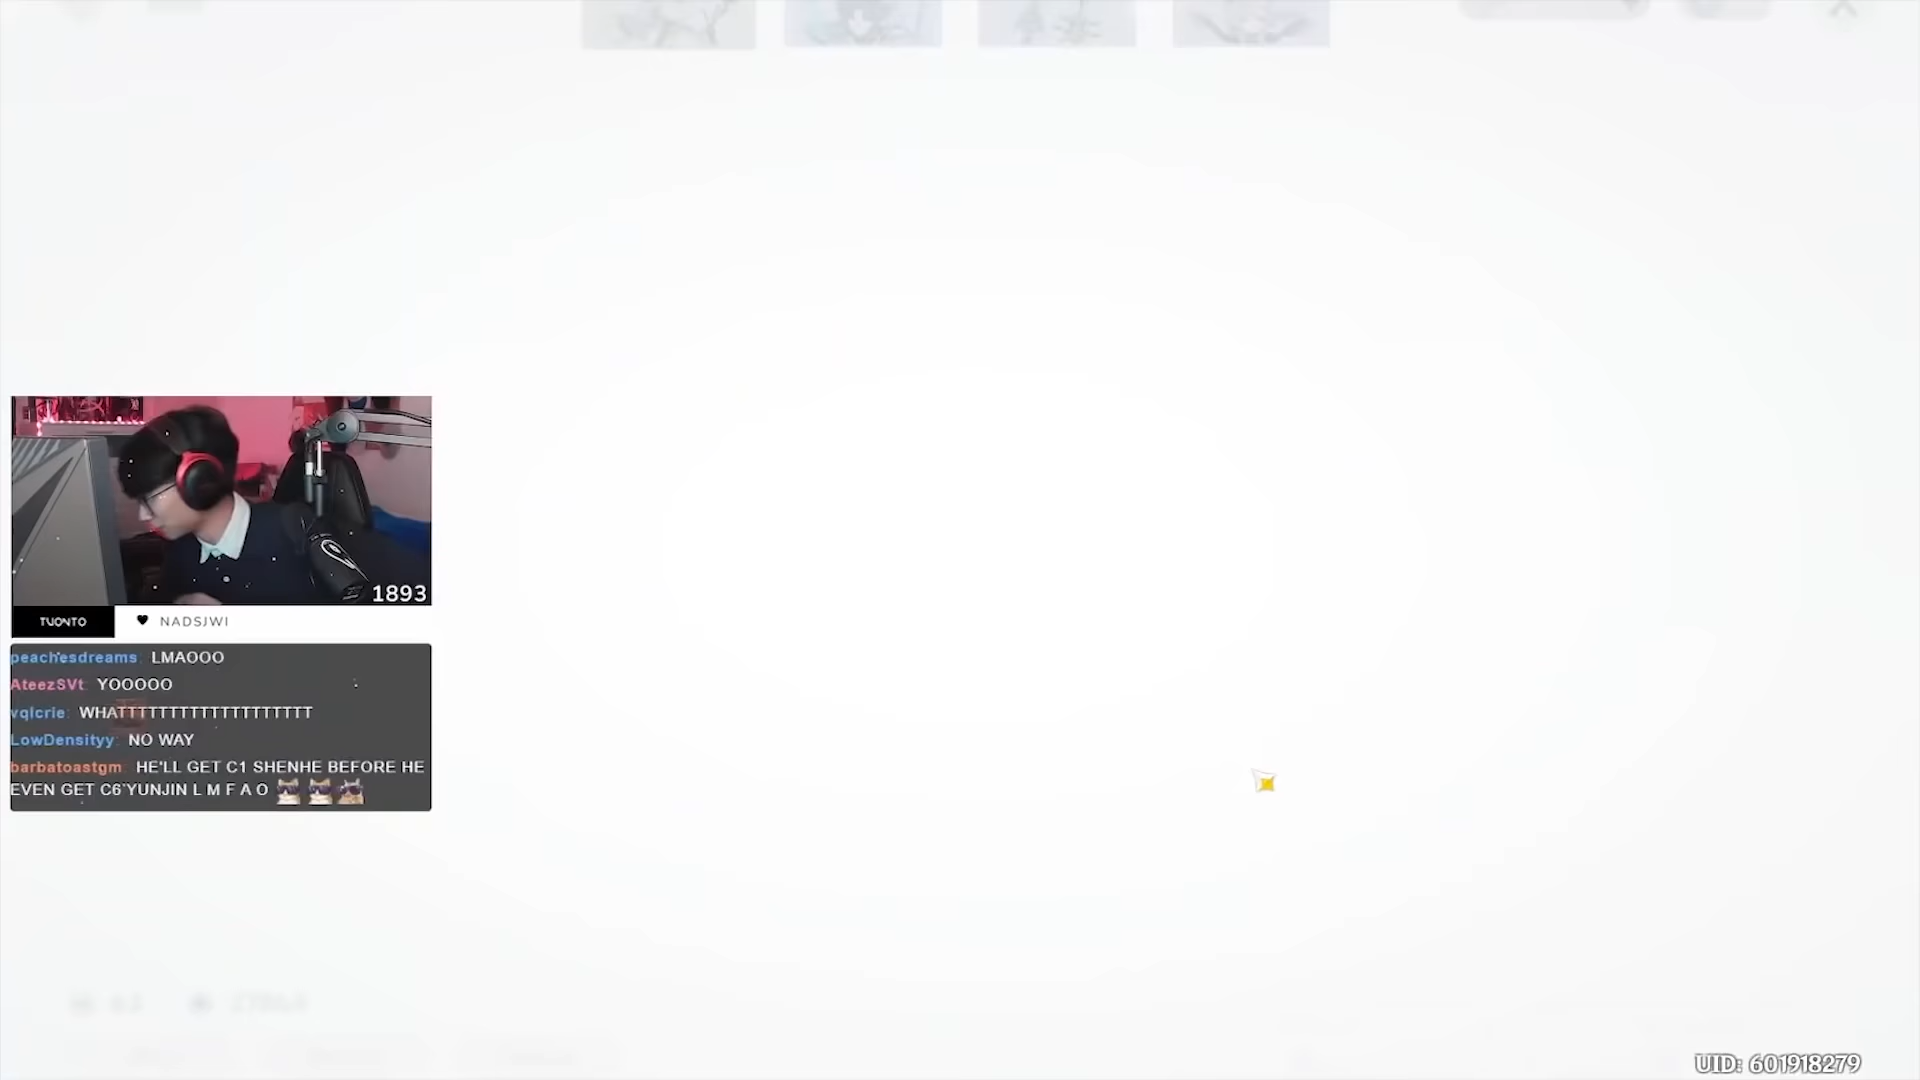 1893
TUONTO
NADSJWI
peachesdreams: LMAOOO
AteezSVt: YOOOOO
vqlcrie: WHATTTTTTTTTTTTTTTTTTTT
LowDensityy: NO WAY
barbatoastgm: HE'LL GET C1 SHENHE BEFORE HE
EVEN GET C6 YUNJIN L M F A O
UID: 601918279